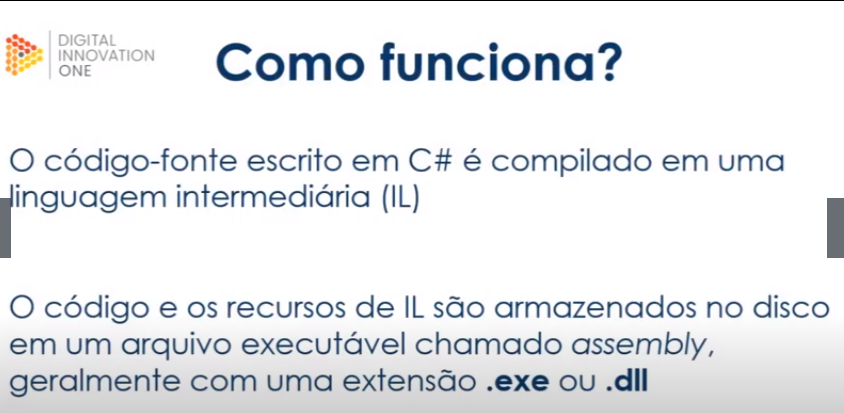 DIGITAL
INNOVATION
ONE
Como funciona?
O código-fonte escrito em C# é compilado em uma
linguagem intermediária (IL)
O código e os recursos de IL são armazenados no disco
em um arquivo executável chamado assembly,
geralmente com uma extensão .exe ou .dll